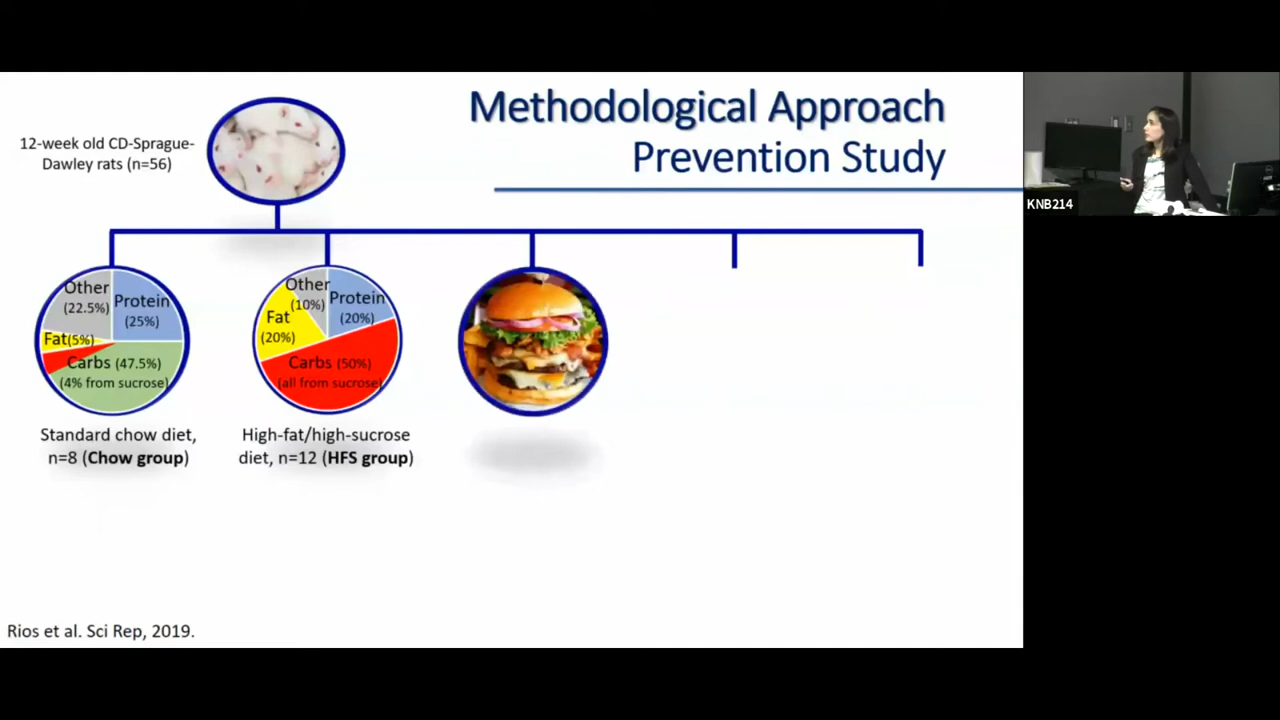 Methodological Approach
Prevention Study
12-week old CD-Sprague-
Dawley rats (n=56)
KNB214
Other
(22.5%)
Protein
(25%)
Fat(5%)
Carbs (47.5%)
(4% from sucrose)
Other
(10%)
Protein
(20%)
Fat
(20%)
Carbs (50%)
(all from sucrose)
Standard chow diet,
n=8 (Chow group)
High-fat/high-sucrose
diet, n=12 (HFS group)
Rios et al. Sci Rep, 2019.